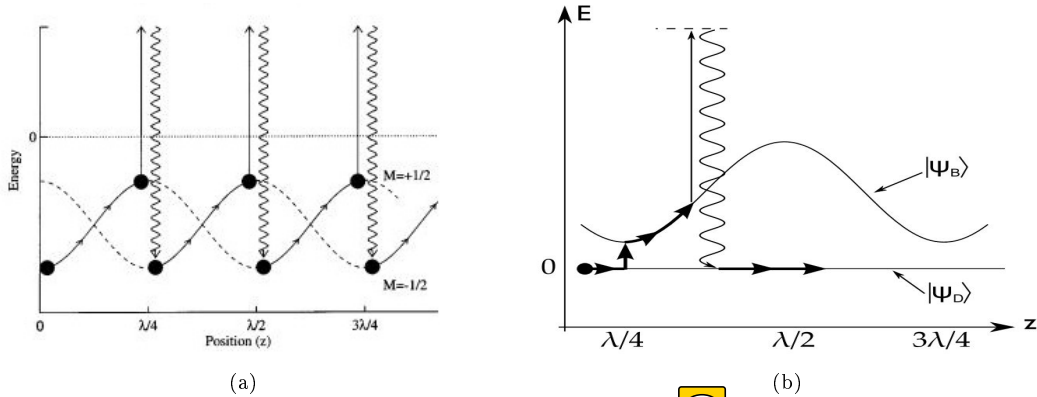 Energy
0
M=+1/2
M=-1/2
0
λ/4
λ/2
3λ/4
Position (z)
(a)
E
|Ψ_B⟩
0
|Ψ_D⟩
λ/4
λ/2
3λ/4
z
(b)